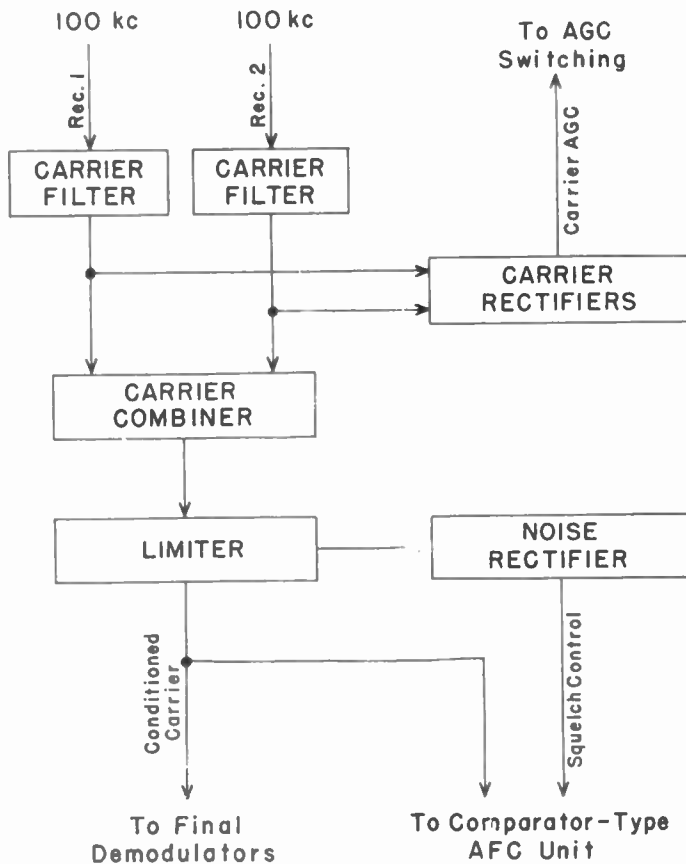 100 kc
100 kc
To AGC
Switching
Rec. 1
Rec. 2
Carrier AGC
CARRIER
FILTER
CARRIER
FILTER
CARRIER
RECTIFIERS
CARRIER
COMBINER
LIMITER
NOISE
RECTIFIER
Conditioned
Carrier
Squelch Control
To Final
Demodulators
To Comparator-Type
AFC Unit